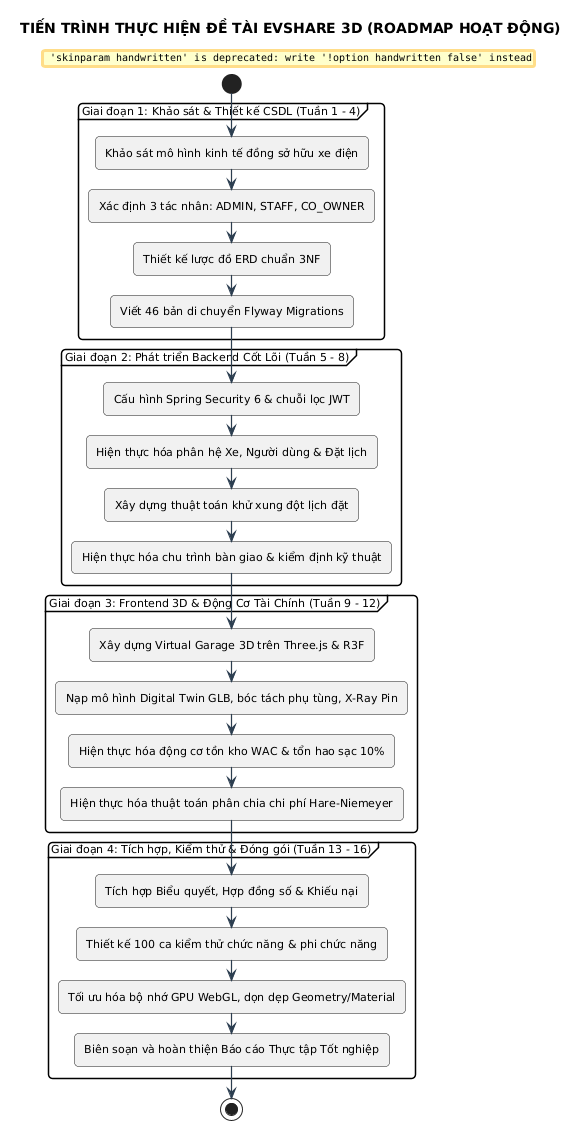 TIẾN TRÌNH THỰC HIỆN ĐỀ TÀI EVSHARE 3D (ROADMAP HOẠT ĐỘNG)
'skinparam handwritten' is deprecated: write '!option handwritten false' instead
Giai đoạn 1: Khảo sát & Thiết kế CSDL (Tuần 1 - 4)
Khảo sát mô hình kinh tế đồng sở hữu xe điện
Xác định 3 tác nhân: ADMIN, STAFF, CO_OWNER
Thiết kế lược đồ ERD chuẩn 3NF
Viết 46 bản di chuyển Flyway Migrations
Giai đoạn 2: Phát triển Backend Cốt Lõi (Tuần 5 - 8)
Cấu hình Spring Security 6 & chuỗi lọc JWT
Hiện thực hóa phân hệ Xe, Người dùng & Đặt lịch
Xây dựng thuật toán khử xung đột lịch đặt
Hiện thực hóa chu trình bàn giao & kiểm định kỹ thuật
Giai đoạn 3: Frontend 3D & Động Cơ Tài Chính (Tuần 9 - 12)
Xây dựng Virtual Garage 3D trên Three.js & R3F
Nạp mô hình Digital Twin GLB, bóc tách phụ tùng, X-Ray Pin
Hiện thực hóa động cơ tồn kho WAC & tổn hao sạc 10%
Hiện thực hóa thuật toán phân chia chi phí Hare-Niemeyer
Giai đoạn 4: Tích hợp, Kiểm thử & Đóng gói (Tuần 13 - 16)
Tích hợp Biểu quyết, Hợp đồng số & Khiếu nại
Thiết kế 100 ca kiểm thử chức năng & phi chức năng
Tối ưu hóa bộ nhớ GPU WebGL, dọn dẹp Geometry/Material
Biên soạn và hoàn thiện Báo cáo Thực tập Tốt nghiệp